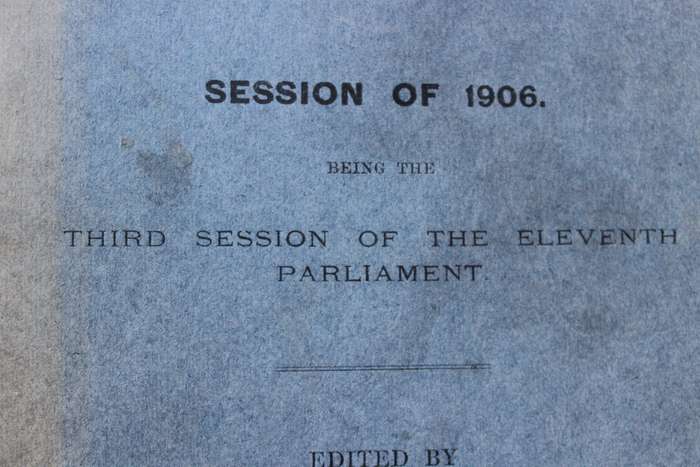 SESSION OF 1906.
BEING THE
THIRD SESSION OF THE ELEVENTH
PARLIAMENT.
EDITED BY